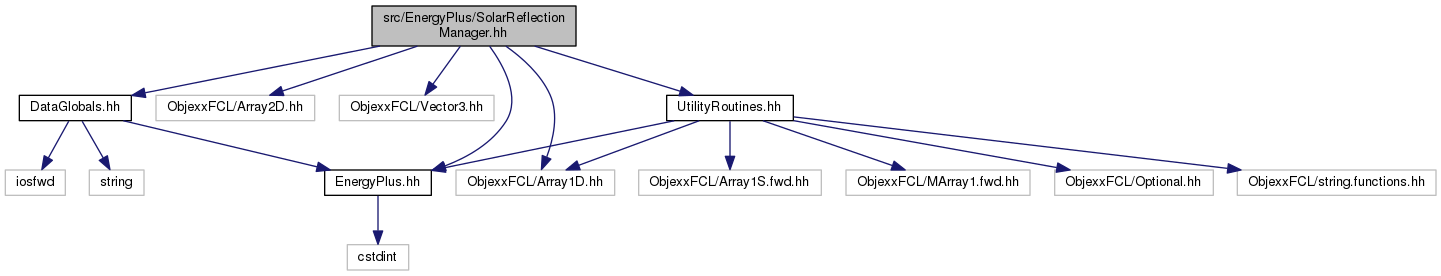 src/EnergyPlus/SolarReflection
Manager.hh
DataGlobals.hh
ObjexxFCL/Array2D.hh
ObjexxFCL/Vector3.hh
UtilityRoutines.hh
iosfwd
string
EnergyPlus.hh
ObjexxFCL/Array1D.hh
ObjexxFCL/Array1S.fwd.hh
ObjexxFCL/MArray1.fwd.hh
ObjexxFCL/Optional.hh
ObjexxFCL/string.functions.hh
cstdint